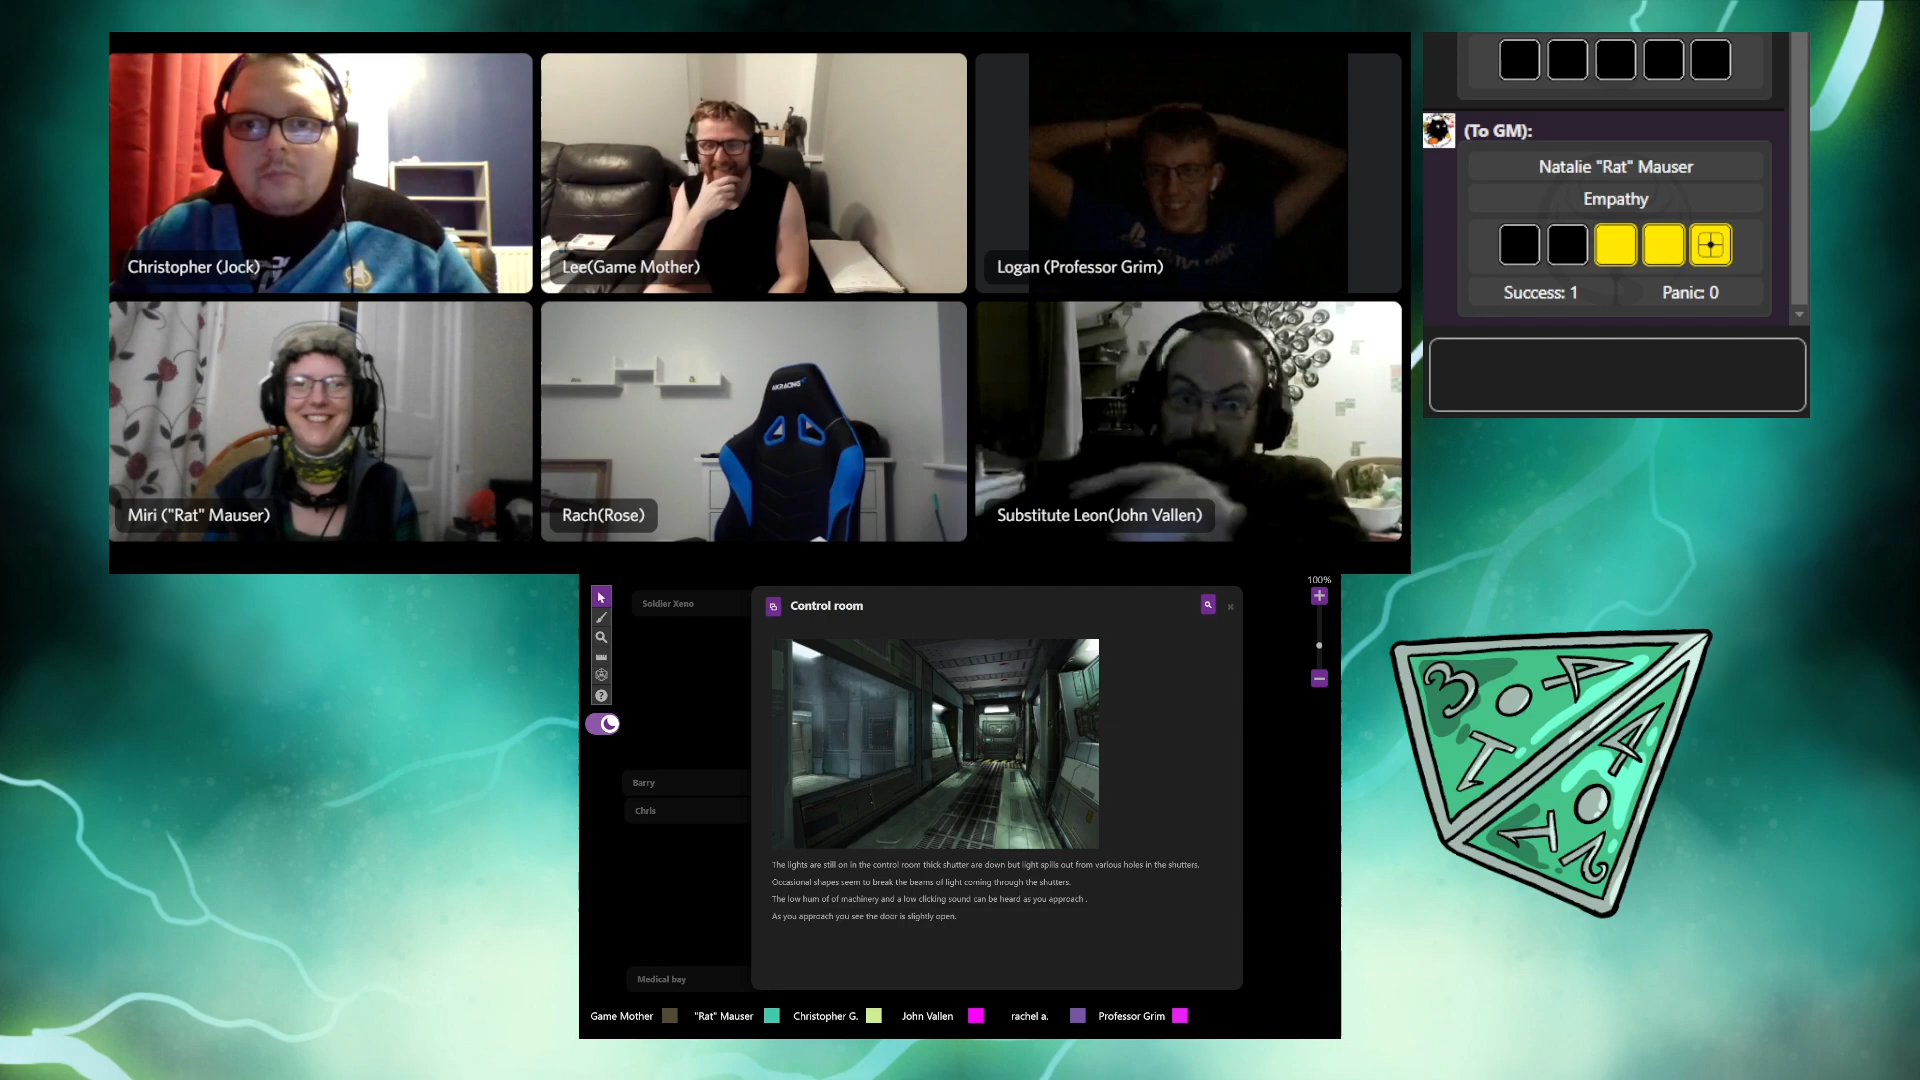 Christopher (Jock)
Lee(Game Mother)
Logan (Professor Grim)
Miri ("Rat" Mauser)
AKRACING
Rach(Rose)
Substitute Leon(John Vallen)
(To GM):
Natalie "Rat" Mauser
Empathy
Success: 1
Panic: 0
100%
Soldier Xeno
Barry
Chris
Medical bay
Control room
The lights are still on in the control room thick shutter are down but light spills out from various holes in the shutters.
Occasional shapes seem to break the beams of light coming through the shutters.
The low hum of of machinery and a low clicking sound can be heard as you approach .
As you approach you see the door is slightly open.
Game Mother
"Rat" Mauser
Christopher G.
John Vallen
rachel a.
Professor Grim